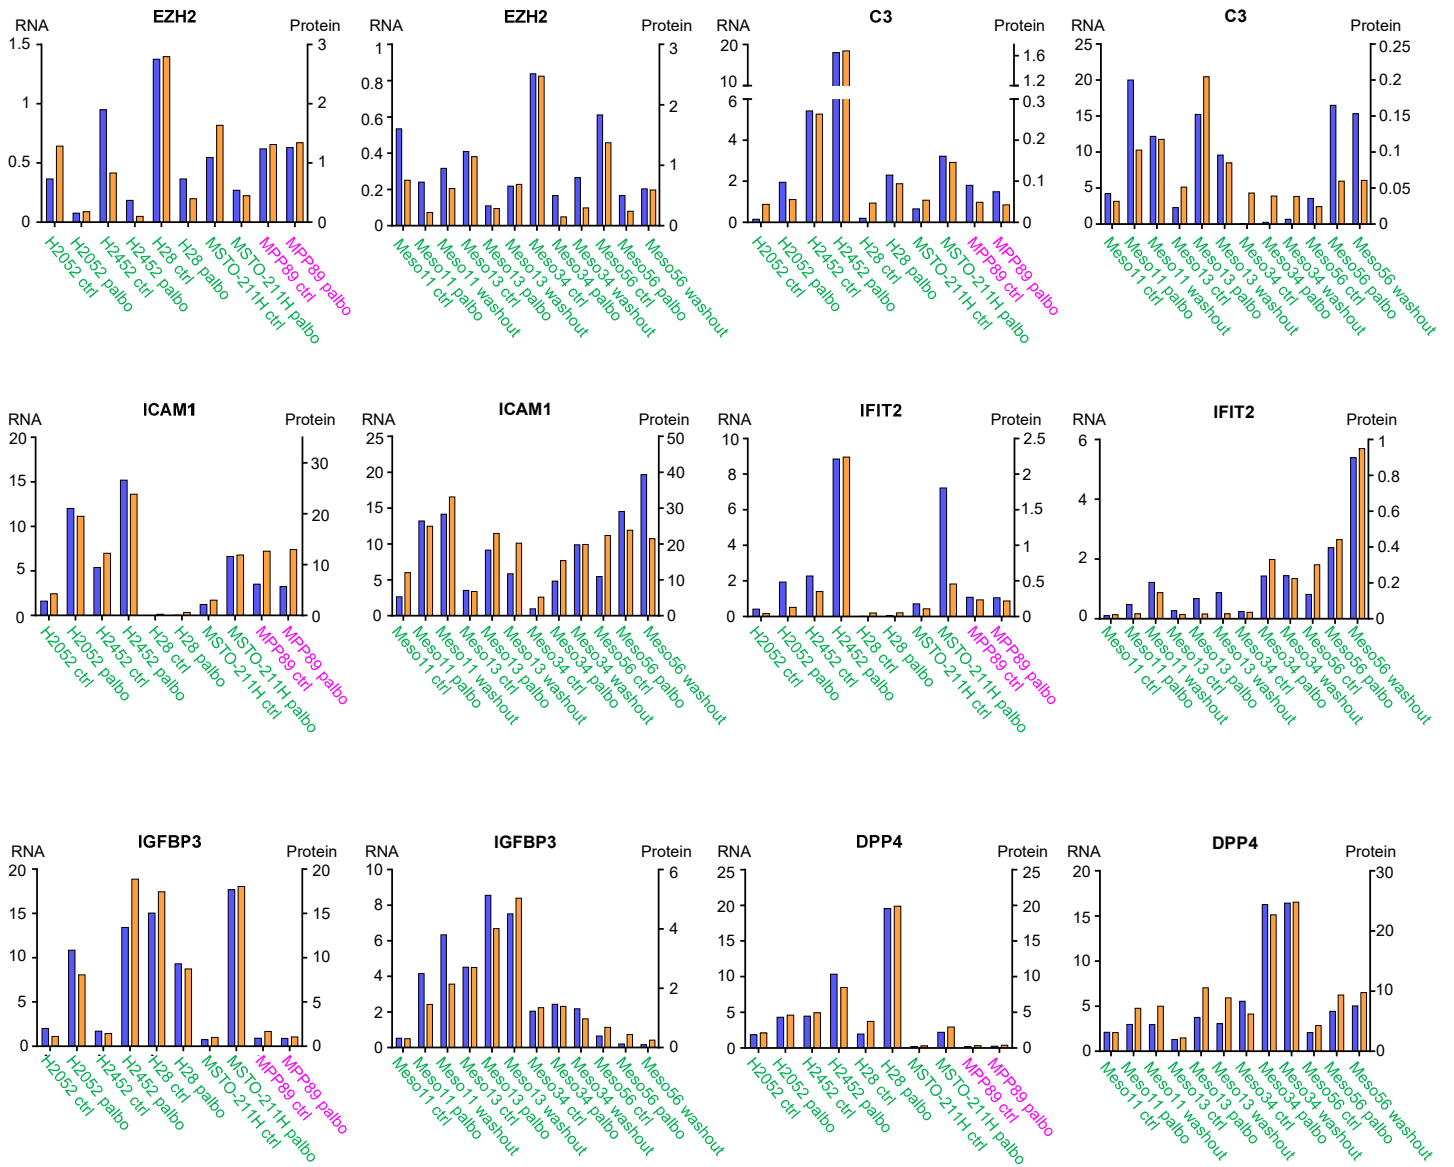 EZH2
RNA
Protein
1.5
1
0.5
0
3
2
1
0
H2052 ctrl
H2052 palbo
H2452 ctrl
H2452 palbo
H28 ctrl
H28 palbo
MSTO-211H ctrl
MSTO-211H palbo
MPP89 ctrl
MPP89 palbo
EZH2
RNA
Protein
1
0.8
0.6
0.4
0.2
0
3
2
1
0
Meso11 ctrl
Meso11 palbo
Meso11 washout
Meso13 ctrl
Meso13 palbo
Meso13 washout
Meso34 ctrl
Meso34 palbo
Meso34 washout
Meso56 ctrl
Meso56 palbo
Meso56 washout
C3
RNA
Protein
20
10
6
4
2
0
1.6
1.2
0.3
0.2
0.1
0
H2052 ctrl
H2052 palbo
H2452 ctrl
H2452 palbo
H28 ctrl
H28 palbo
MSTO-211H ctrl
MSTO-211H palbo
MPP89 ctrl
MPP89 palbo
C3
RNA
Protein
25
20
15
10
5
0
0.25
0.2
0.15
0.1
0.05
0
Meso11 ctrl
Meso11 palbo
Meso11 washout
Meso13 ctrl
Meso13 palbo
Meso13 washout
Meso34 ctrl
Meso34 palbo
Meso34 washout
Meso56 ctrl
Meso56 palbo
Meso56 washout
ICAM1
RNA
Protein
20
15
10
5
0
30
20
10
0
H2052 ctrl
H2052 palbo
H2452 ctrl
H2452 palbo
H28 ctrl
H28 palbo
MSTO-211H ctrl
MSTO-211H palbo
MPP89 ctrl
MPP89 palbo
ICAM1
RNA
Protein
25
20
15
10
5
0
50
40
30
20
10
0
Meso11 ctrl
Meso11 palbo
Meso11 washout
Meso13 ctrl
Meso13 palbo
Meso13 washout
Meso34 ctrl
Meso34 palbo
Meso34 washout
Meso56 ctrl
Meso56 palbo
Meso56 washout
IFIT2
RNA
Protein
10
8
6
4
2
0
2.5
2
1.5
1
0.5
0
H2052 ctrl
H2052 palbo
H2452 ctrl
H2452 palbo
H28 ctrl
H28 palbo
MSTO-211H ctrl
MSTO-211H palbo
MPP89 ctrl
MPP89 palbo
IFIT2
RNA
Protein
6
4
2
0
1
0.8
0.6
0.4
0.2
0
Meso11 ctrl
Meso11 palbo
Meso11 washout
Meso13 ctrl
Meso13 palbo
Meso13 washout
Meso34 ctrl
Meso34 palbo
Meso34 washout
Meso56 ctrl
Meso56 palbo
Meso56 washout
IGFBP3
RNA
Protein
20
15
10
5
0
20
15
10
5
0
H2052 ctrl
H2052 palbo
H2452 ctrl
H2452 palbo
H28 ctrl
H28 palbo
MSTO-211H ctrl
MSTO-211H palbo
MPP89 ctrl
MPP89 palbo
IGFBP3
RNA
Protein
10
8
6
4
2
0
6
4
2
0
Meso11 ctrl
Meso11 palbo
Meso11 washout
Meso13 ctrl
Meso13 palbo
Meso13 washout
Meso34 ctrl
Meso34 palbo
Meso34 washout
Meso56 ctrl
Meso56 palbo
Meso56 washout
DPP4
RNA
Protein
25
20
15
10
5
0
25
20
15
10
5
0
H2052 ctrl
H2052 palbo
H2452 ctrl
H2452 palbo
H28 ctrl
H28 palbo
MSTO-211H ctrl
MSTO-211H palbo
MPP89 ctrl
MPP89 palbo
DPP4
RNA
Protein
20
15
10
5
0
30
20
10
0
Meso11 ctrl
Meso11 palbo
Meso11 washout
Meso13 ctrl
Meso13 palbo
Meso13 washout
Meso34 ctrl
Meso34 palbo
Meso34 washout
Meso56 ctrl
Meso56 palbo
Meso56 washout